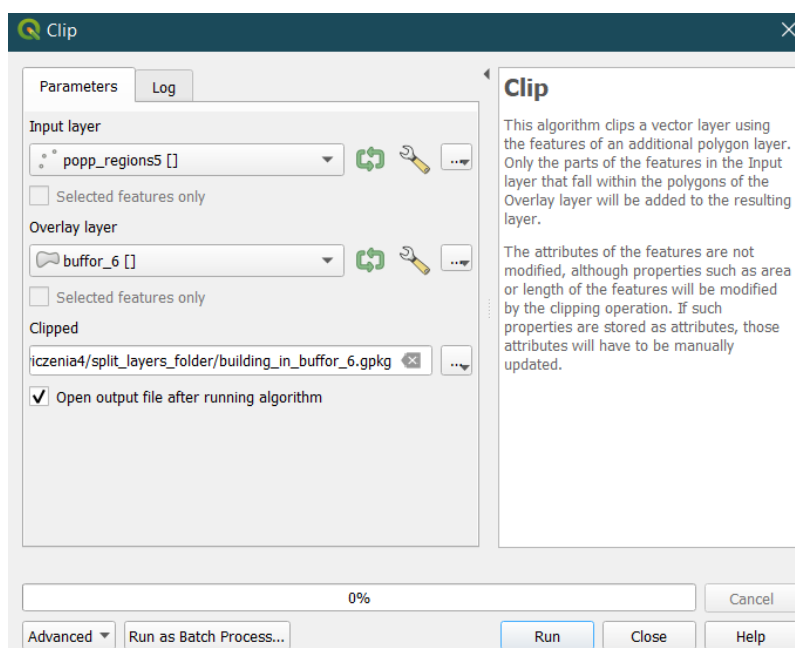 Clip
Parameters
Log
Input layer
popp_regions5 []
Selected features only
Overlay layer
buffor_6 []
Selected features only
Clipped
iczenia4/split_layers_folder/building_in_buffor_6.gpkg
Open output file after running algorithm
Clip
This algorithm clips a vector layer using
the features of an additional polygon layer.
Only the parts of the features in the Input
layer that fall within the polygons of the
Overlay layer will be added to the resulting
layer.
The attributes of the features are not
modified, although properties such as area
or length of the features will be modified
by the clipping operation. If such
properties are stored as attributes, those
attributes will have to be manually
updated.
0%
Cancel
Advanced
Run as Batch Process...
Run
Close
Help